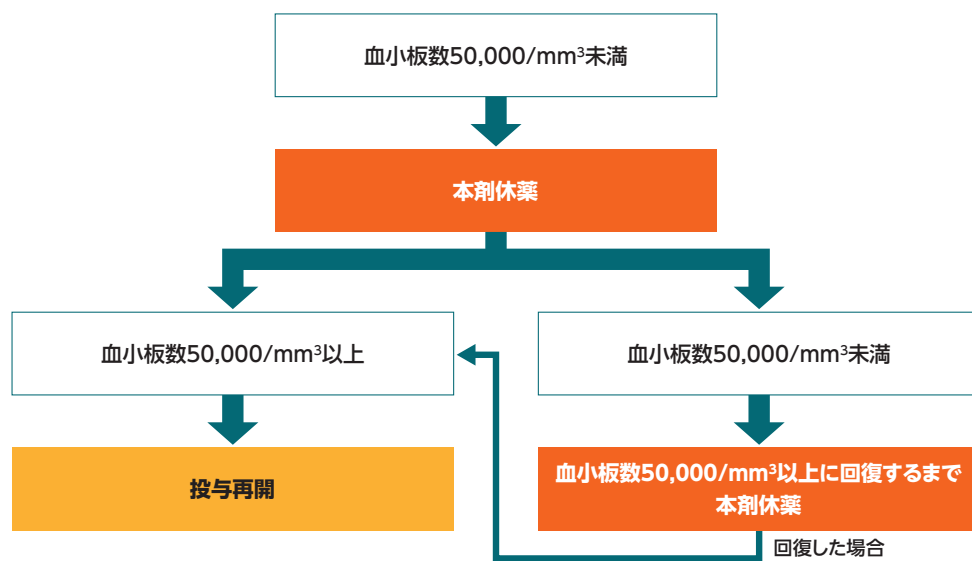 血小板数50,000/mm³未満
本剤休薬
血小板数50,000/mm³以上
血小板数50,000/mm³未満
投与再開
血小板数50,000/mm³以上に回復するまで
本剤休薬
回復した場合